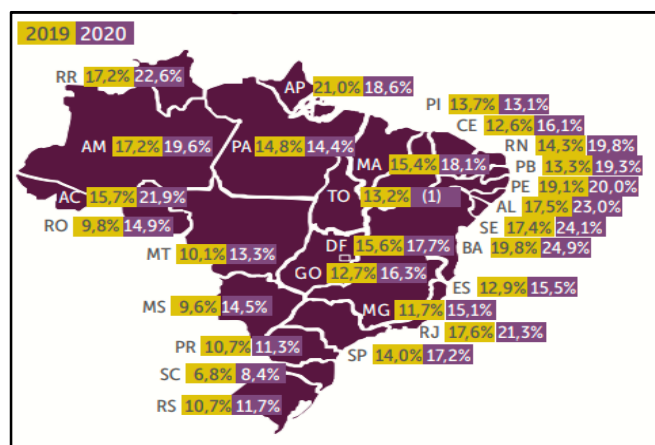 2019 2020
RR 17,2% 22,6%
AP 21,0% 18,6%
PI 13,7% 13,1%
CE 12,6% 16,1%
RN 14,3% 19,8%
AM 17,2% 19,6%
PA 14,8% 14,4%
MA 15,4% 18,1%
PB 13,3% 19,3%
PE 19,1% 20,0%
AC 15,7% 21,9%
TO 13,2% (1)
AL 17,5% 23,0%
RO 9,8% 14,9%
SE 17,4% 24,1%
MT 10,1% 13,3%
DF 15,6% 17,7%
BA 19,8% 24,9%
GO 12,7% 16,3%
ES 12,9% 15,5%
MS 9,6% 14,5%
MG 11,7% 15,1%
RJ 17,6% 21,3%
PR 10,7% 11,3%
SP 14,0% 17,2%
SC 6,8% 8,4%
RS 10,7% 11,7%